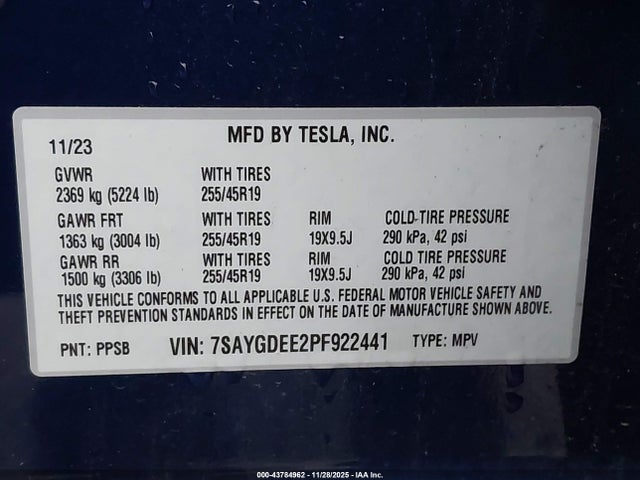 11/23 MFD BY TESLA, INC.
GVWR WITH TIRES
2369 kg (5224 lb) 255/45R19
GAWR FRT WITH TIRES RIM COLD TIRE PRESSURE
1363 kg (3004 lb) 255/45R19 19X9.5J 290 kPa, 42 psi
GAWR RR WITH TIRES RIM COLD TIRE PRESSURE
1500 kg (3306 lb) 255/45R19 19X9.5J 290 kPa, 42 psi
THIS VEHICLE CONFORMS TO ALL APPLICABLE U.S. FEDERAL MOTOR VEHICLE SAFETY AND
THEFT PREVENTION STANDARDS IN EFFECT ON THE DATE OF MANUFACTURE SHOWN ABOVE.
PNT: PPSB VIN: 7SAYGDEE2PF922441 TYPE: MPV
000-43784962 - 11/28/2025 - IAA Inc.